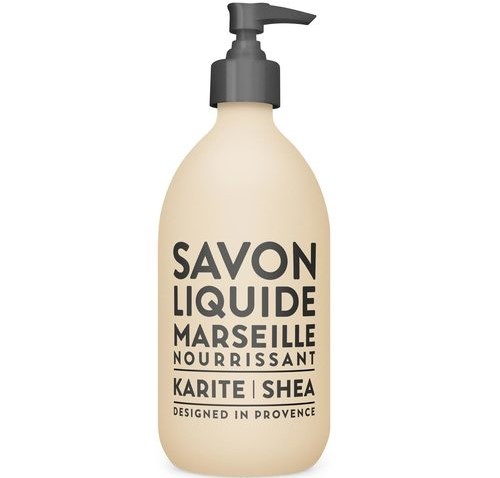 SAVON
LIQUIDE
MARSEILLE
NOURRISSANT
KARITE | SHEA
DESIGNED IN PROVENCE